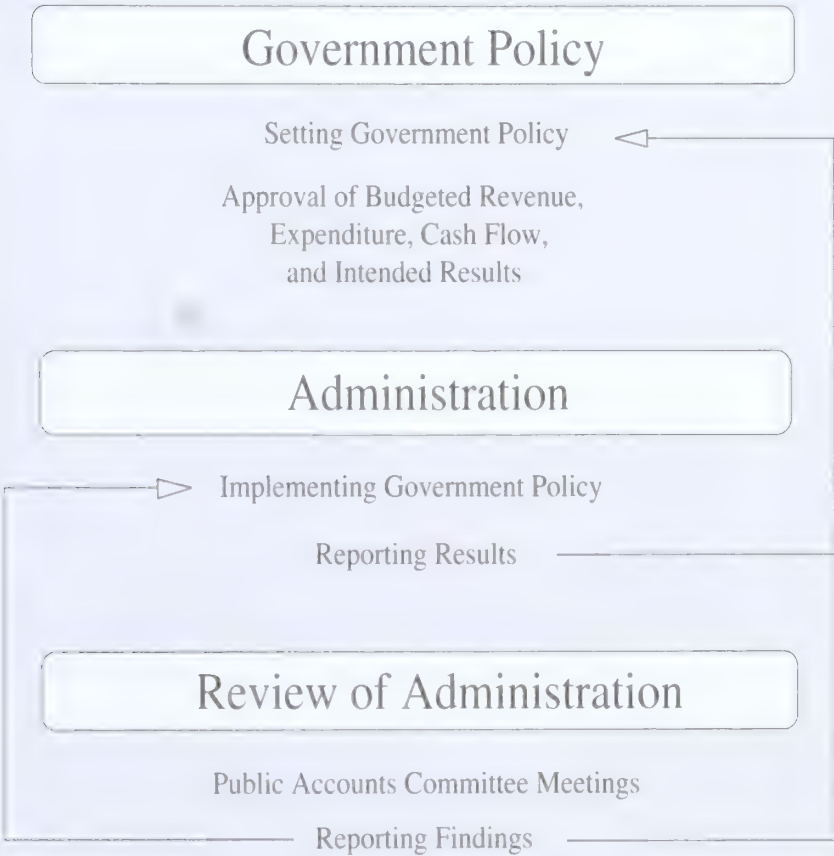 Government Policy
Setting Government Policy
Approval of Budgeted Revenue,
Expenditure, Cash Flow,
and Intended Results
Administration
Implementing Government Policy
Reporting Results
Review of Administration
Public Accounts Committee Meetings
Reporting Findings